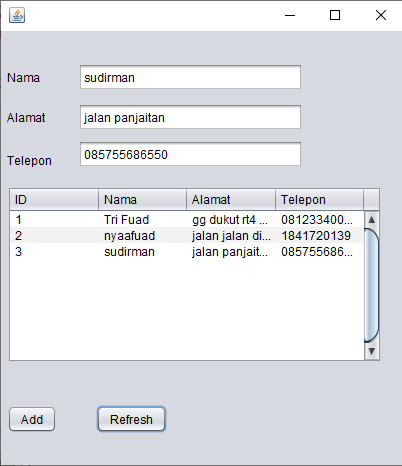 Nama sudirman
Alamat jalan panjaitan
Telepon 085755686550
ID Nama Alamat Telepon
1 Tri Fuad gg dukut rt4 ... 081233400...
2 nyaafuad jalan jalan di... 1841720139
3 sudirman jalan panjait...085755686...
Add Refresh